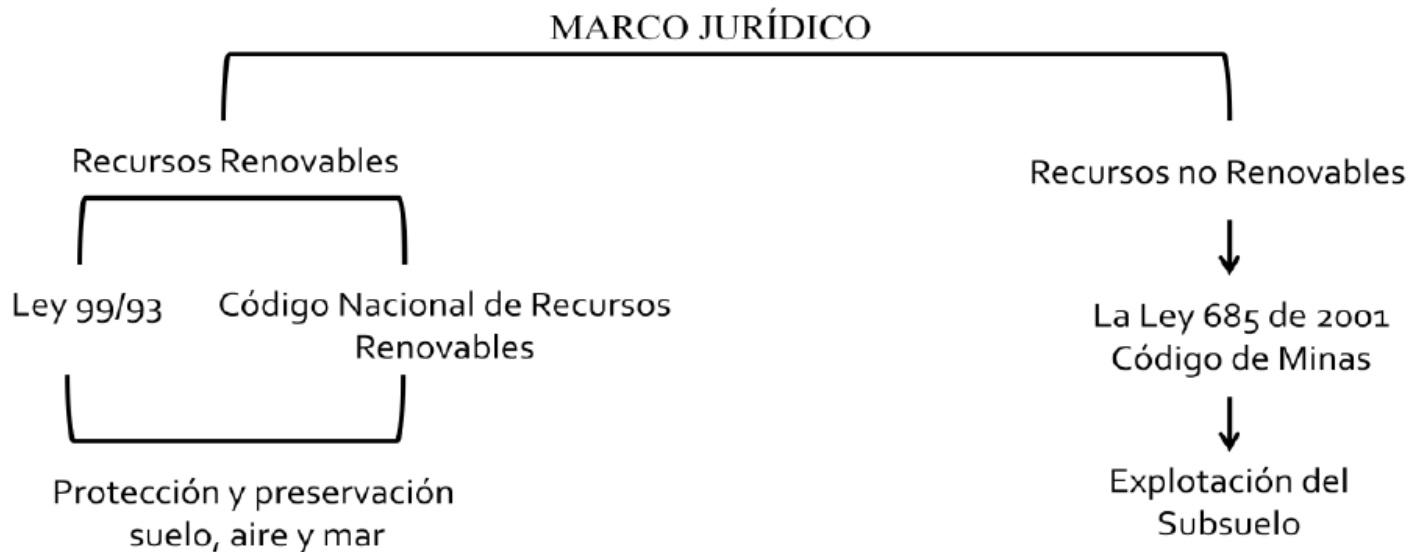 MARCO JURÍDICO
Recursos Renovables
Recursos no Renovables
Ley 99/93
Código Nacional de Recursos
Renovables
La Ley 685 de 2001
Código de Minas
Protección y preservación
suelo, aire y mar
Explotación del
Subsuelo